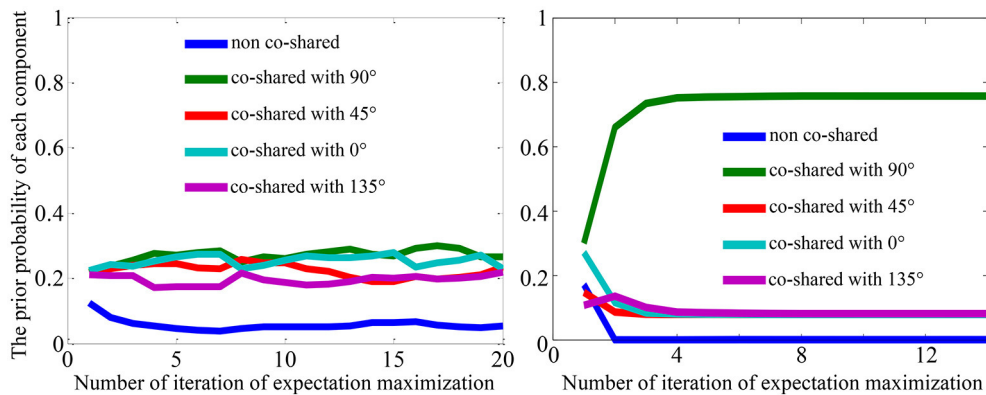 The prior probability of each component
1
0.8
0.6
0.4
0.2
0
0
5
10
15
20
non co-shared
co-shared with 90°
co-shared with 45°
co-shared with 0°
co-shared with 135°
Number of iteration of expectation maximization
1
0.8
0.6
0.4
0.2
0
0
4
8
12
non co-shared
co-shared with 90°
co-shared with 45°
co-shared with 0°
co-shared with 135°
Number of iteration of expectation maximization